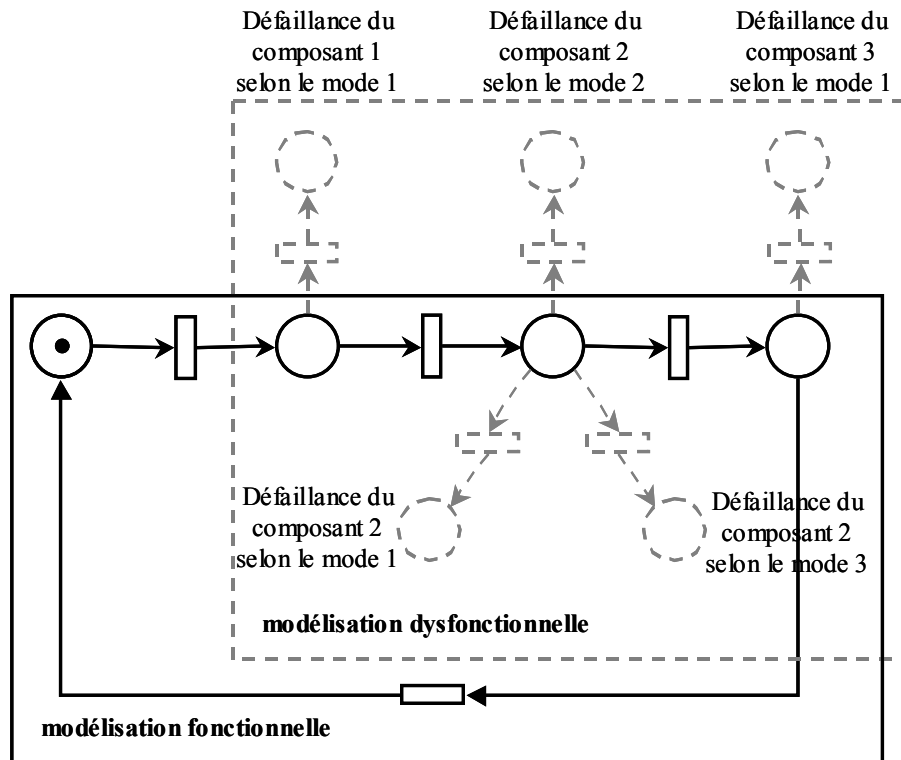 Défaillance du
composant 1
selon le mode 1
Défaillance du
composant 2
selon le mode 2
Défaillance du
composant 3
selon le mode 1
Défaillance du
composant 2
selon le mode 1
Défaillance du
composant 2
selon le mode 3
modélisation dysfonctionnelle
modélisation fonctionnelle